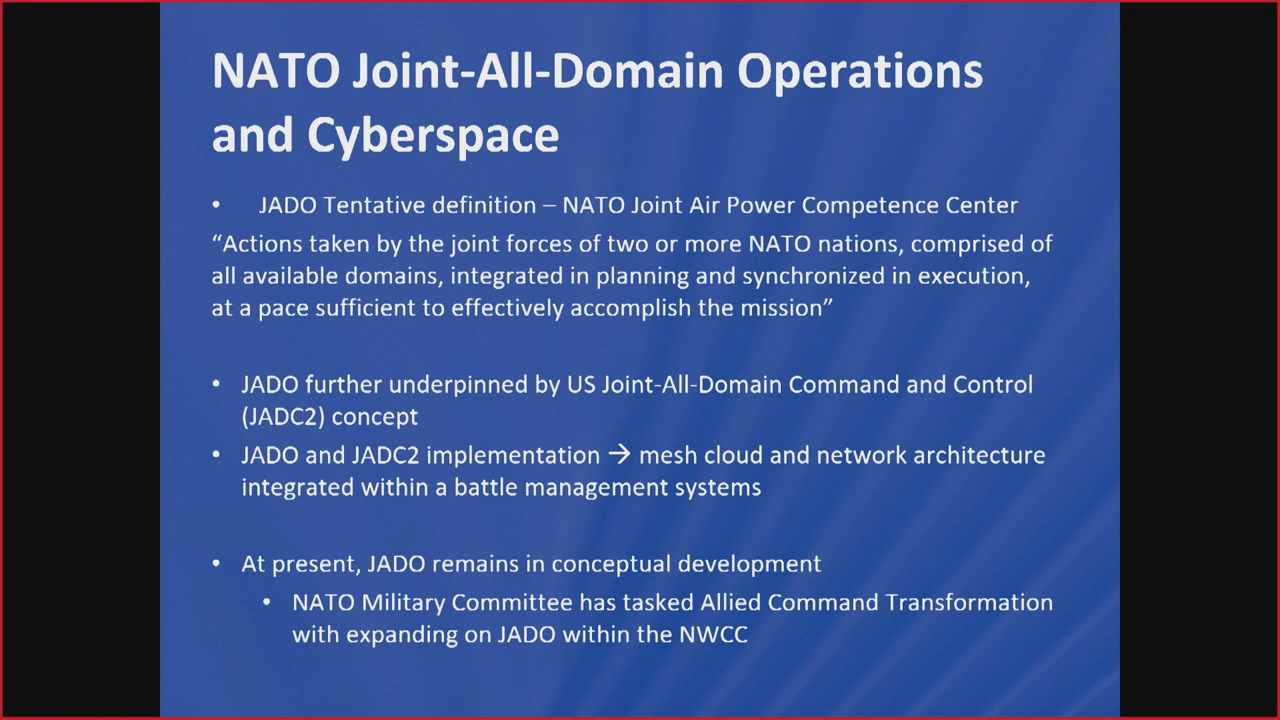 NATO Joint-All-Domain Operations
and Cyberspace
• JADO Tentative definition – NATO Joint Air Power Competence Center
“Actions taken by the joint forces of two or more NATO nations, comprised of
all available domains, integrated in planning and synchronized in execution,
at a pace sufficient to effectively accomplish the mission”
• JADO further underpinned by US Joint-All-Domain Command and Control
(JADC2) concept
• JADO and JADC2 implementation → mesh cloud and network architecture
integrated within a battle management systems
• At present, JADO remains in conceptual development
• NATO Military Committee has tasked Allied Command Transformation
with expanding on JADO within the NWCC